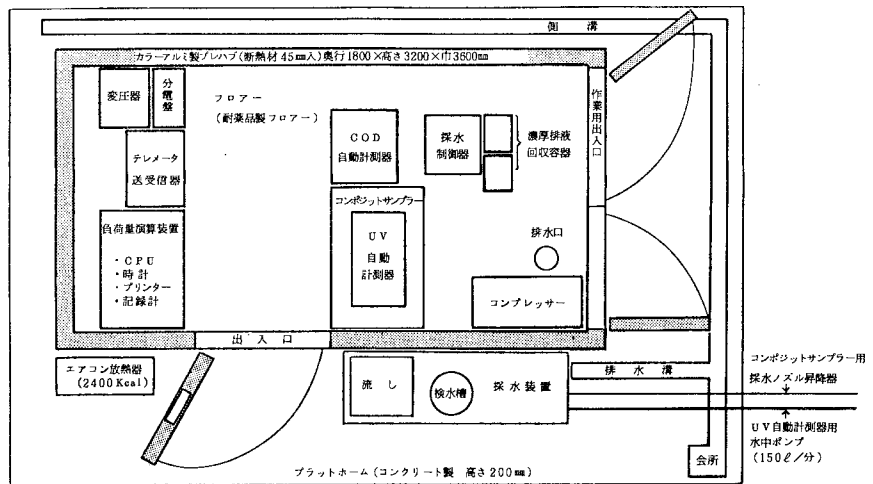 側溝
カラーアルミ製プレハブ(断熱材45㎜入)奥行1800×高さ3200×巾3600㎜
変圧器
分電盤
フロアー
(耐薬品製フロアー)
COD
自動計測器
採水
制御器
濃厚排液
回収容器
作業用出入口
テレメータ
送受信器
コンポジットサンプラー
負荷量演算装置
・CPU
・時計
・プリンター
・記録計
UV
自動
計測器
排水口
コンプレッサー
出入口
エアコン放熱器
(2400Kcal)
流し
検水槽
採水装置
排水溝
コンポジットサンプラー用
採水ノズル昇降器
UV自動計測器用
水中ポンプ
(150ℓ/分)
会所
プラットホーム(コンクリート製 高さ200㎜)